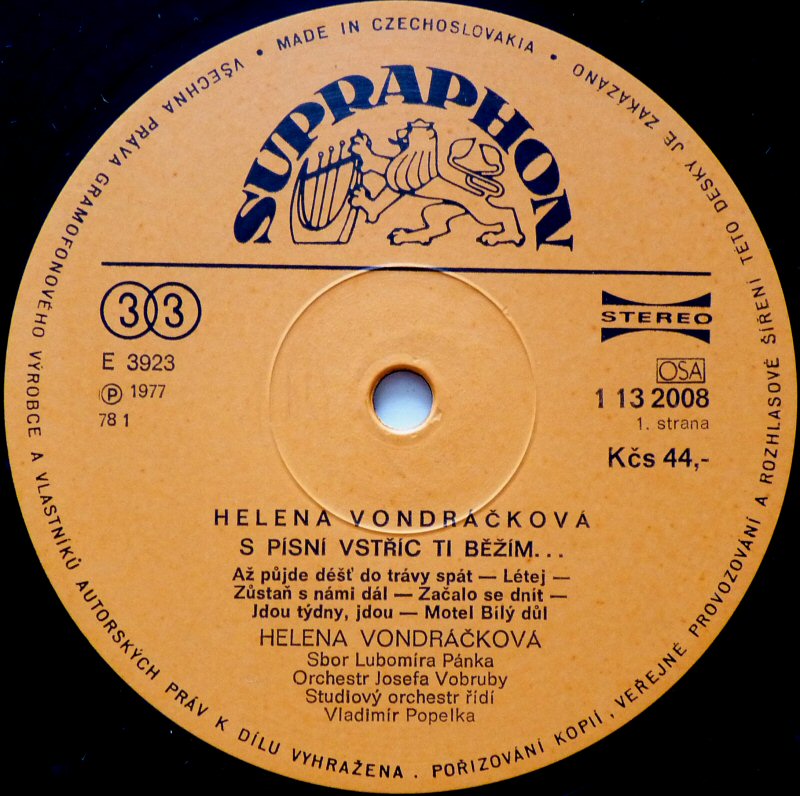 MADE IN CZECHOSLOVAKIA
VŠECHNA PRÁVA GRAMOFONOVÉHO VÝROBCE A VLASTNÍKŮ AUTORSKÝCH PRÁV K DÍLU VYHRAŽENA . POŘIZOVÁNÍ KOPIÍ , VEŘEJNÉ PROVOZOVÁNÍ A ROZHLASOVÉ ŠÍŘENÍ TÉTO DESKY JE ZAKÁZÁNO
SUPRAPHON
33
STEREO
E 3923
Ⓟ 1977
78 1
OSA
1 13 2008
1. strana
Kčs 44,-
HELENA VONDRÁČKOVÁ
S PÍSNÍ VSTŘÍC TI BĚŽÍM...
Až půjde déšť do trávy spát — Létej —
Zůstaň s námi dál — Začalo se dnít —
Jdou týdny, jdou — Motel Bílý důl
HELENA VONDRÁČKOVÁ
Sbor Lubomíra Pánka
Orchestr Josefa Vobruby
Studiový orchestr řídí
Vladimír Popelka